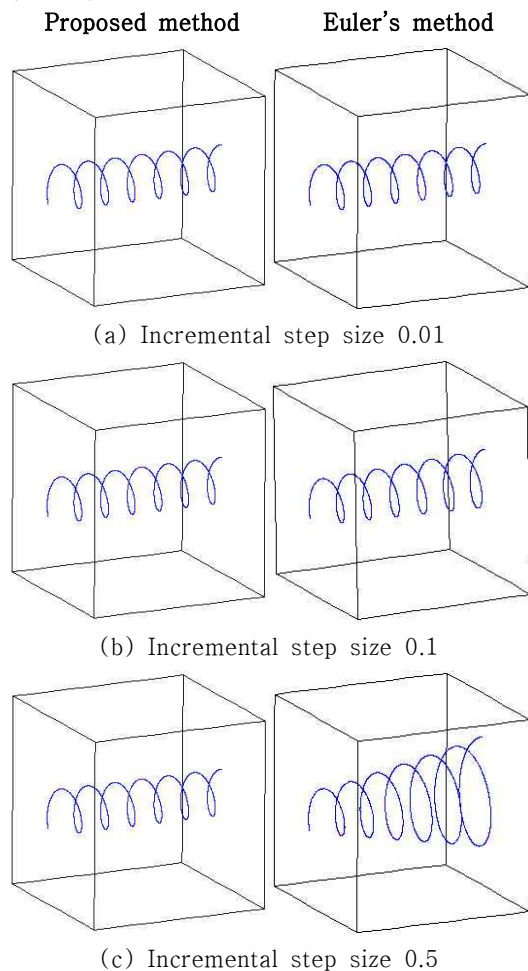 Proposed method Euler's method
(a) Incremental step size 0.01
(b) Incremental step size 0.1
(c) Incremental step size 0.5